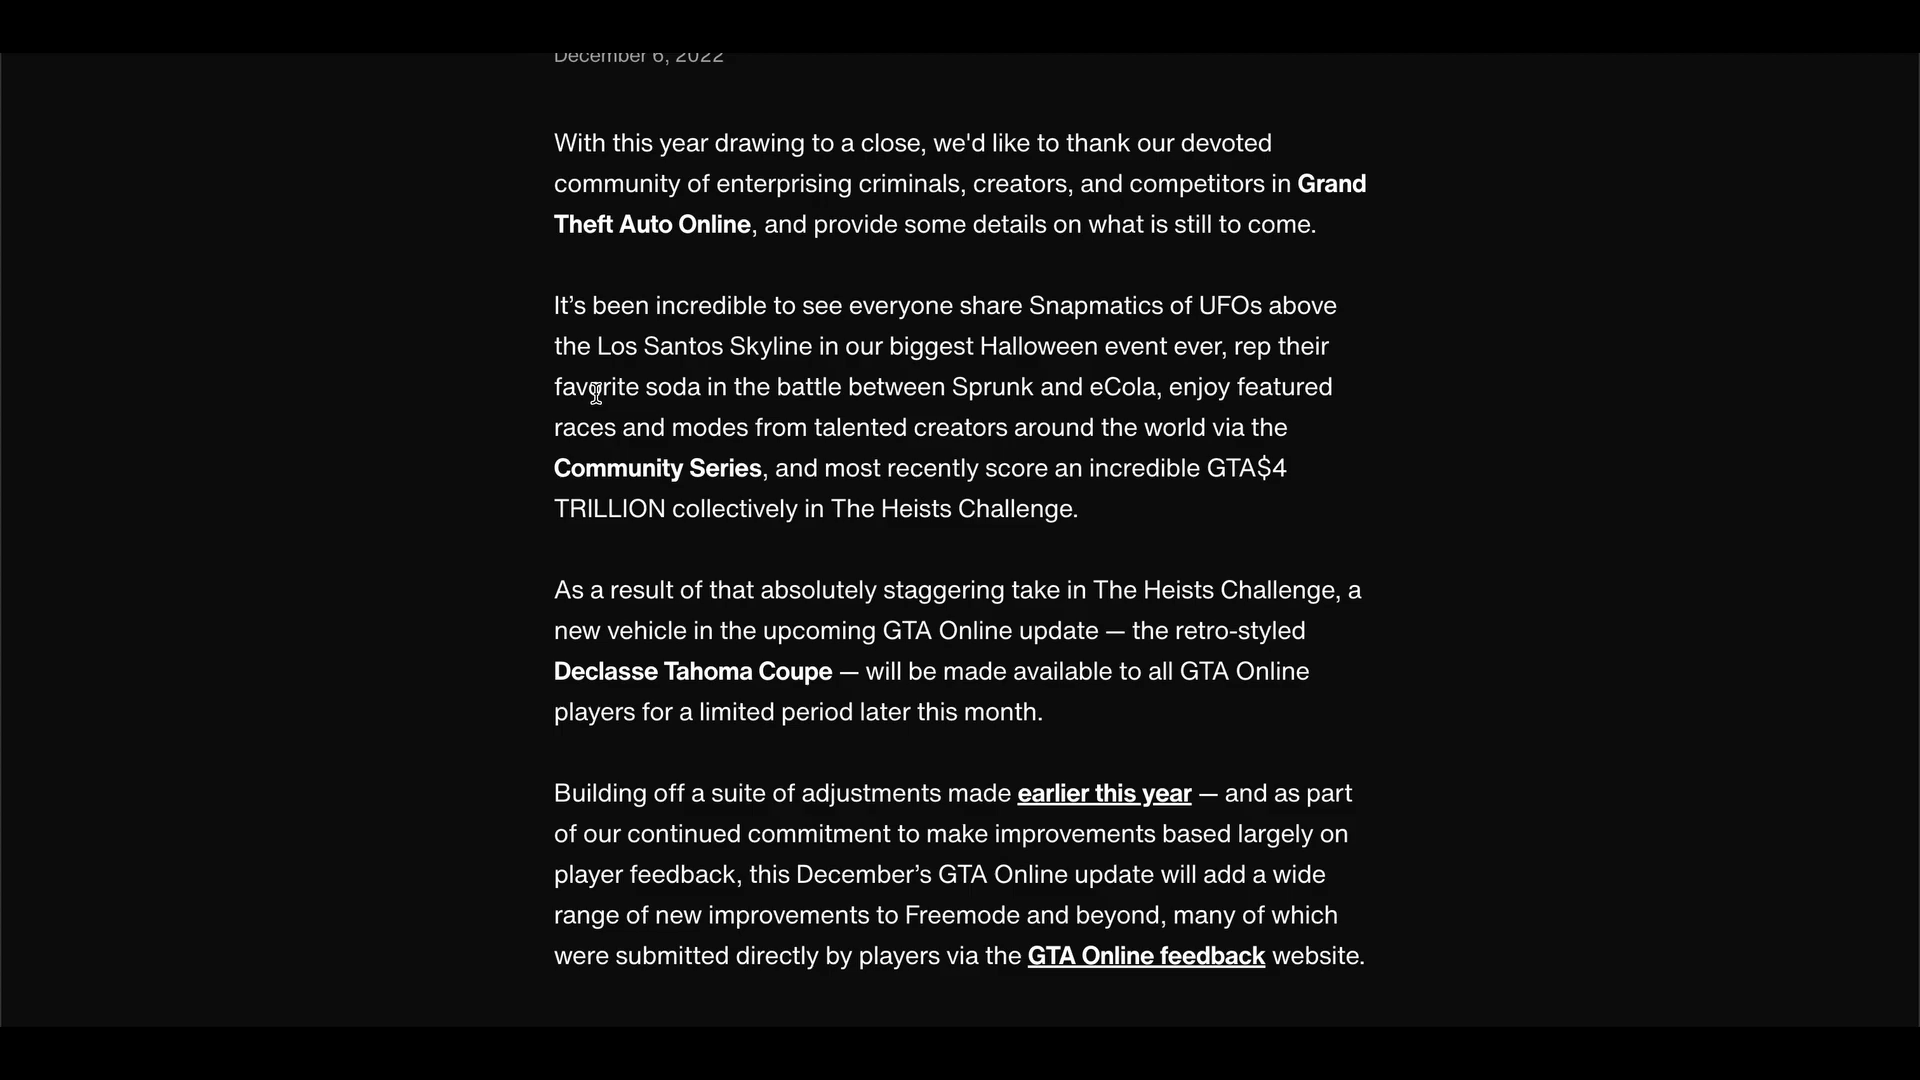 December 6, 2022
With this year drawing to a close, we'd like to thank our devoted
community of enterprising criminals, creators, and competitors in Grand
Theft Auto Online, and provide some details on what is still to come.
It’s been incredible to see everyone share Snapmatics of UFOs above
the Los Santos Skyline in our biggest Halloween event ever, rep their
favorite soda in the battle between Sprunk and eCola, enjoy featured
races and modes from talented creators around the world via the
Community Series, and most recently score an incredible GTA$4
TRILLION collectively in The Heists Challenge.
As a result of that absolutely staggering take in The Heists Challenge, a
new vehicle in the upcoming GTA Online update — the retro-styled
Declasse Tahoma Coupe — will be made available to all GTA Online
players for a limited period later this month.
Building off a suite of adjustments made earlier this year — and as part
of our continued commitment to make improvements based largely on
player feedback, this December’s GTA Online update will add a wide
range of new improvements to Freemode and beyond, many of which
were submitted directly by players via the GTA Online feedback website.